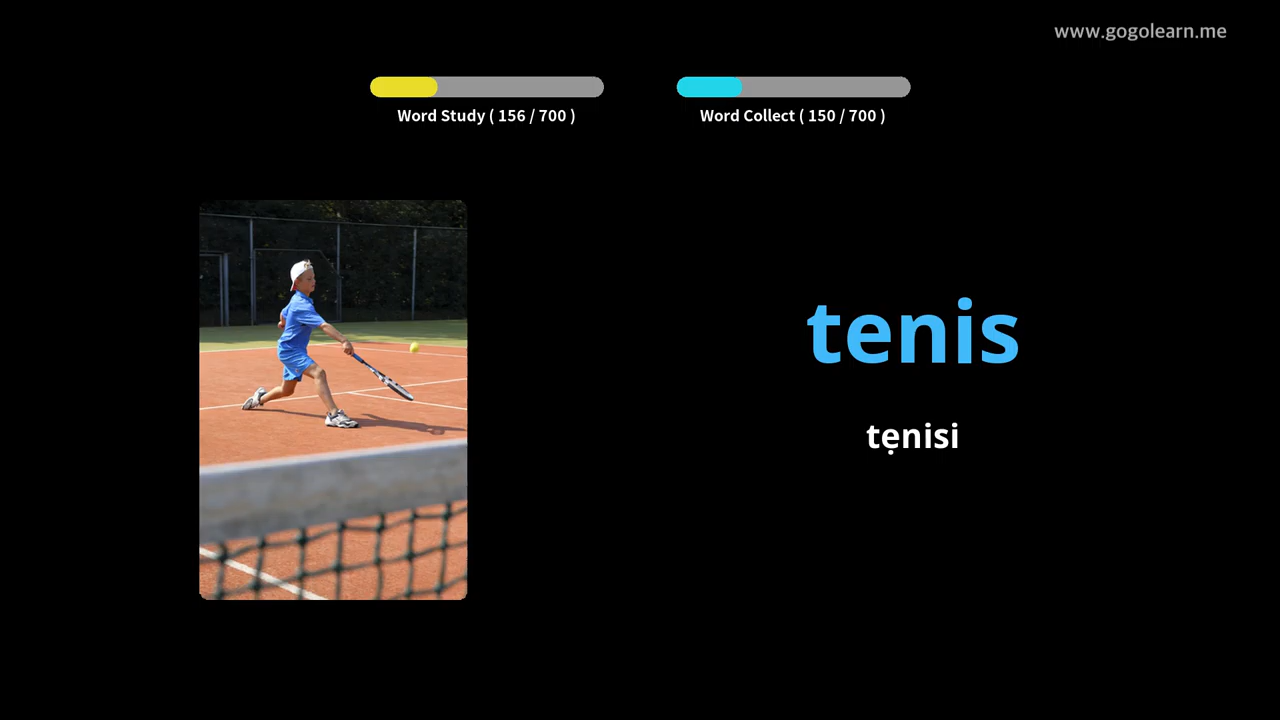 www.gogolearn.me
Word Study ( 156 / 700 )
Word Collect ( 150 / 700 )
tenis
tẹnisi